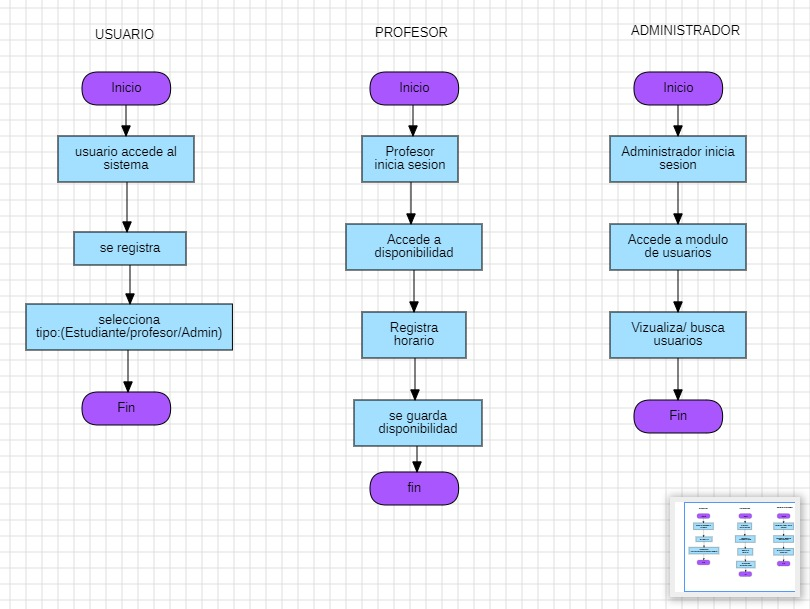 USUARIO
Inicio
usuario accede al
sistema
se registra
selecciona
tipo:(Estudiante/profesor/Admin)
Fin
PROFESOR
Inicio
Profesor
inicia sesion
Accede a
disponibilidad
Registra
horario
se guarda
disponibilidad
fin
ADMINISTRADOR
Inicio
Administrador inicia
sesion
Accede a modulo
de usuarios
Vizualiza/ busca
usuarios
Fin